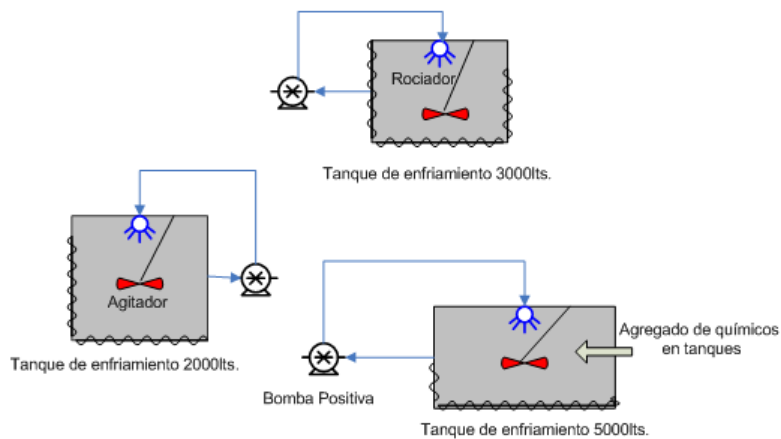 Rociador
Tanque de enfriamiento 3000lts.
Agitador
Tanque de enfriamiento 2000lts.
Agregado de químicos
en tanques
Bomba Positiva
Tanque de enfriamiento 5000lts.